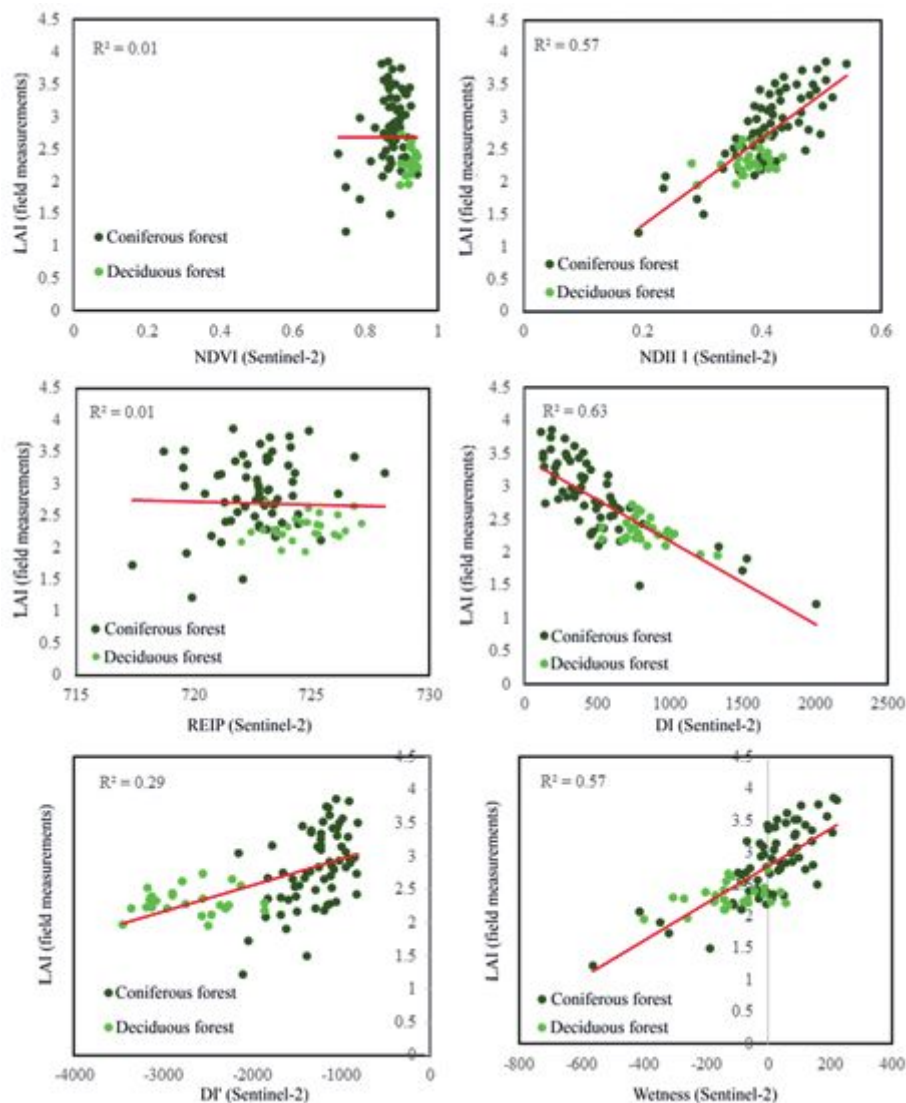 4.5
R² = 0.01
4
3.5
3
2.5
2
1.5
1
0.5
0
LAI (field measurements)
Coniferous forest
Deciduous forest
0 0.2 0.4 0.6 0.8 1
NDVI (Sentinel-2)
4.5
R² = 0.57
4
3.5
3
2.5
2
1.5
1
0.5
0
LAI (field measurements)
Coniferous forest
Deciduous forest
0 0.2 0.4 0.6
NDII 1 (Sentinel-2)
4.5
R² = 0.01
4
3.5
3
2.5
2
1.5
1
0.5
0
LAI (field measurements)
Coniferous forest
Deciduous forest
715 720 725 730
REIP (Sentinel-2)
4.5
R² = 0.63
4
3.5
3
2.5
2
1.5
1
0.5
0
LAI (field measurements)
Coniferous forest
Deciduous forest
0 500 1000 1500 2000 2500
DI (Sentinel-2)
4.5
R² = 0.29
4
3.5
3
2.5
2
1.5
1
0.5
0
LAI (field measurements)
Coniferous forest
Deciduous forest
-4000 -3000 -2000 -1000 0
DI' (Sentinel-2)
4.5
R² = 0.57
4
3.5
3
2.5
2
1.5
1
0.5
0
LAI (field measurements)
Coniferous forest
Deciduous forest
-800 -600 -400 -200 0 200 400
Wetness (Sentinel-2)